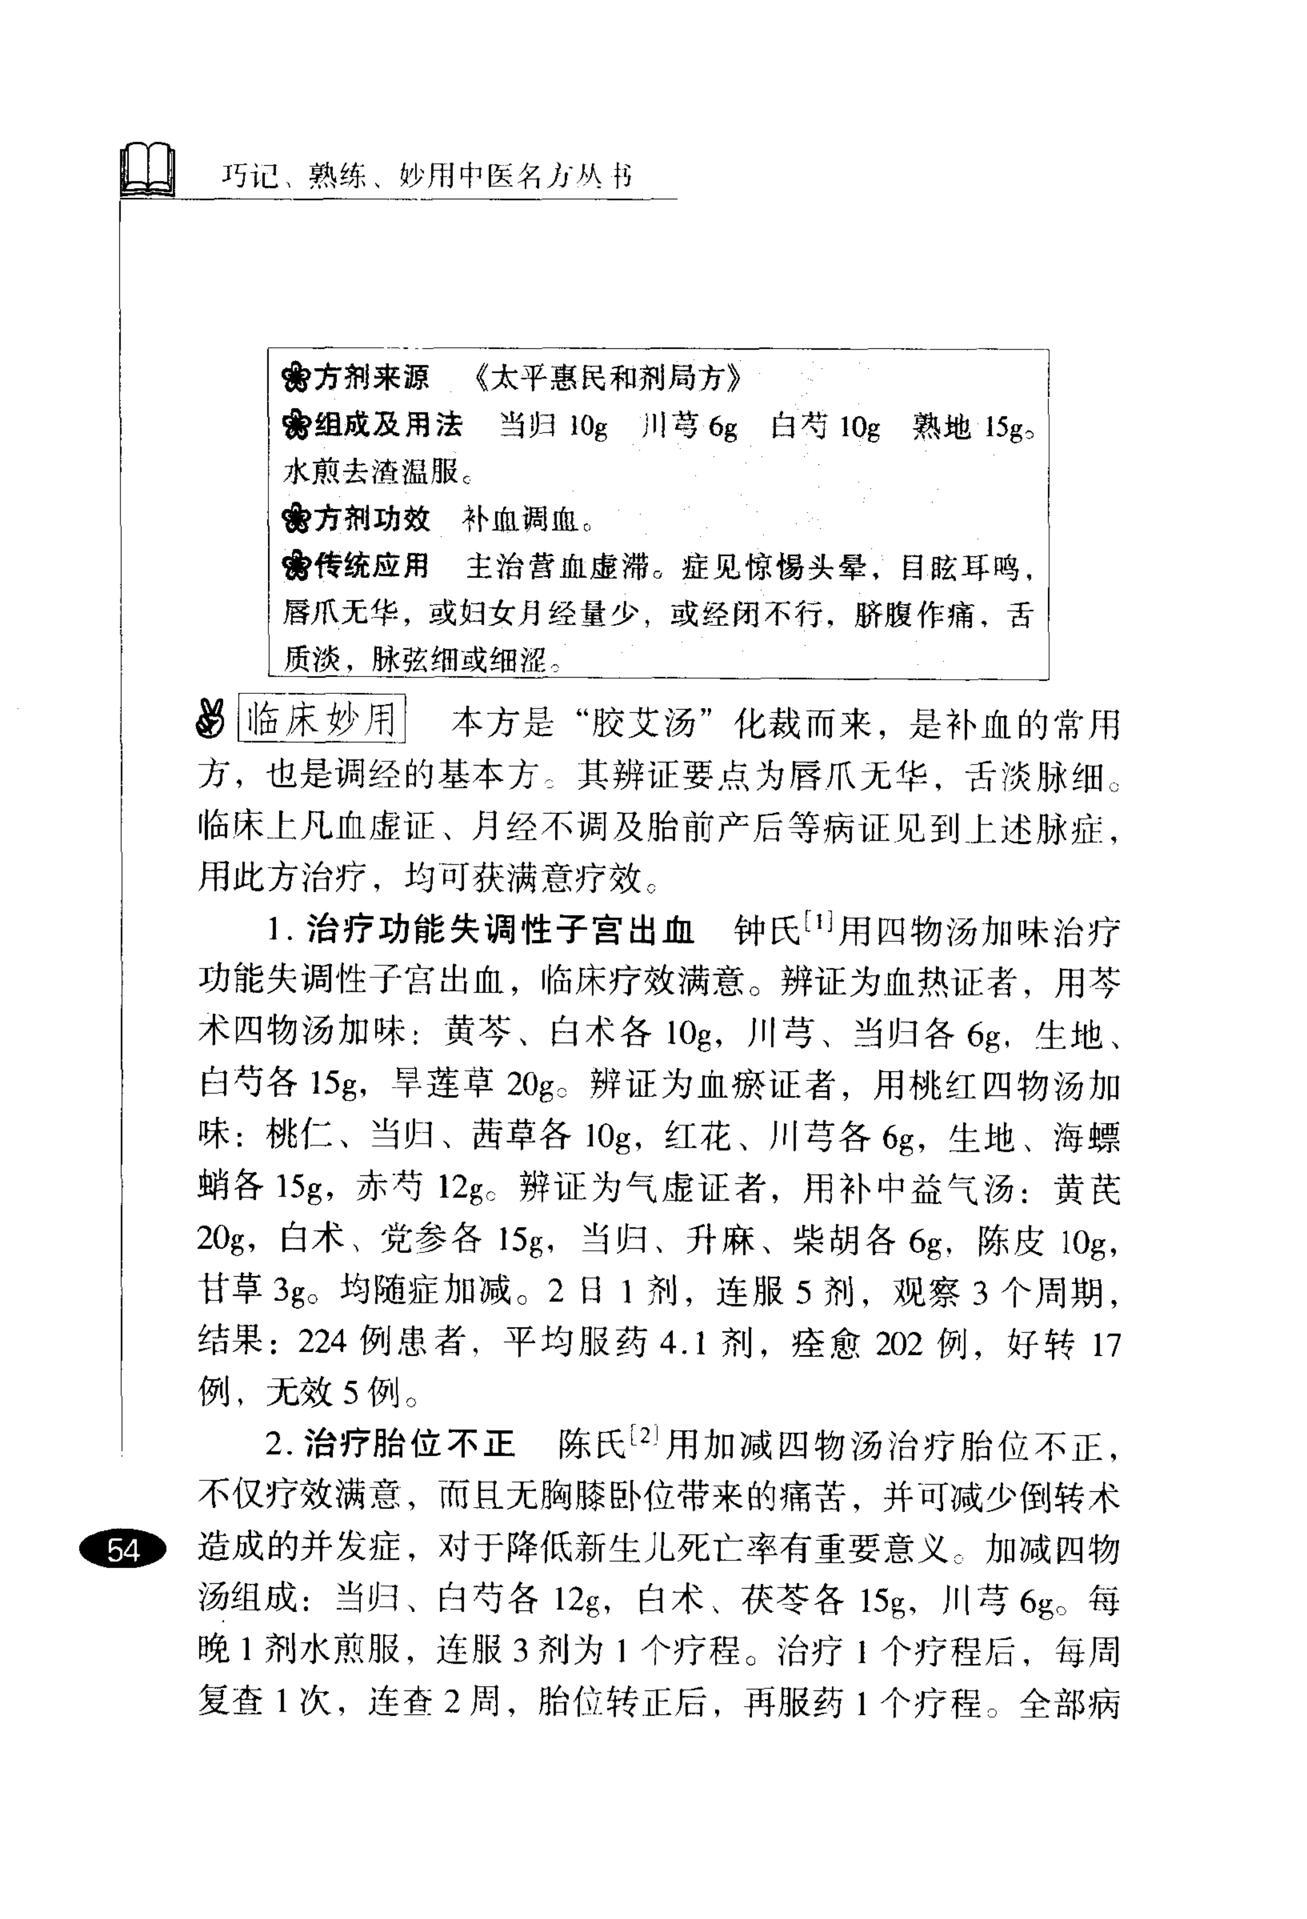 巧记、熟练、妙用中医名方丛书
方剂来源 《太平惠民和剂局方》
组成及用法 当归 10g 川芎 6g 白芍 10g 熟地 15g。
水煎去渣温服。
方剂功效 补血调血。
传统应用 主治营血虚滞。症见惊惕头晕，目眩耳鸣，
唇爪无华，或妇女月经量少，或经闭不行，脐腹作痛，舌
质淡，脉弦细或细涩。
临床妙用 本方是“胶艾汤”化裁而来，是补血的常用
方，也是调经的基本方。其辨证要点为唇爪无华，舌淡脉细。
临床上凡血虚证、月经不调及胎前产后等病证见到上述脉症，
用此方治疗，均可获满意疗效。
1. 治疗功能失调性子宫出血 钟氏[1]用四物汤加味治疗
功能失调性子宫出血，临床疗效满意。辨证为血热证者，用芩
术四物汤加味：黄芩、白术各 10g，川芎、当归各 6g，生地、
白芍各 15g，旱莲草 20g。辨证为血瘀证者，用桃红四物汤加
味：桃仁、当归、茜草各 10g，红花、川芎各 6g，生地、海螵
蛸各 15g，赤芍 12g。辨证为气虚证者，用补中益气汤：黄芪
20g，白术、党参各 15g，当归、升麻、柴胡各 6g，陈皮 10g，
甘草 3g。均随症加减。2 日 1 剂，连服 5 剂，观察 3 个周期，
结果：224 例患者，平均服药 4.1 剂，痊愈 202 例，好转 17
例，无效 5 例。
2. 治疗胎位不正 陈氏[2]用加减四物汤治疗胎位不正，
不仅疗效满意，而且无胸膝卧位带来的痛苦，并可减少倒转术
造成的并发症，对于降低新生儿死亡率有重要意义。加减四物
汤组成：当归、白芍各 12g，白术、茯苓各 15g，川芎 6g。每
晚 1 剂水煎服，连服 3 剂为 1 个疗程。治疗 1 个疗程后，每周
复查 1 次，连查 2 周，胎位转正后，再服药 1 个疗程。全部病
54